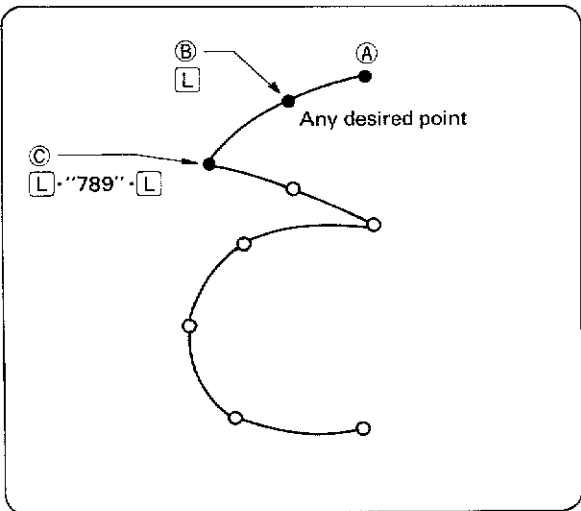 Ⓑ
L
Ⓐ
Any desired point
Ⓒ
L·"789"·L